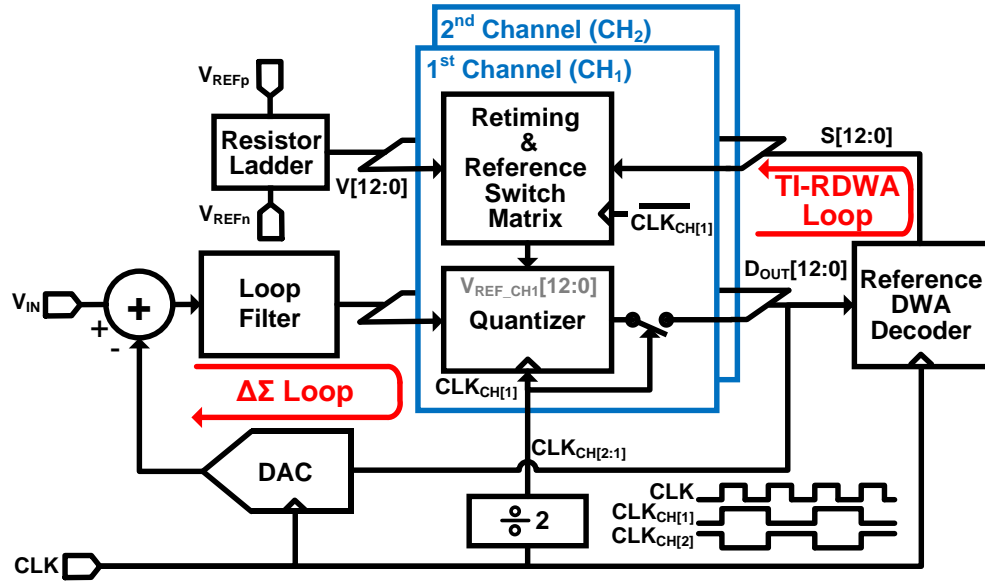 2nd Channel (CH2)
1st Channel (CH1)
VREFp
Resistor
Ladder
VREFn
V[12:0]
Retiming
&
Reference
Switch
Matrix
CLKCH[1]
S[12:0]
TI-RDWA
Loop
VIN
+
+
-
Loop
Filter
VREF_CH1[12:0]
Quantizer
CLKCH[1]
DOUT[12:0]
Reference
DWA
Decoder
ΔΣ Loop
DAC
CLKCH[2:1]
÷ 2
CLK
CLKCH[1]
CLKCH[2]
CLK